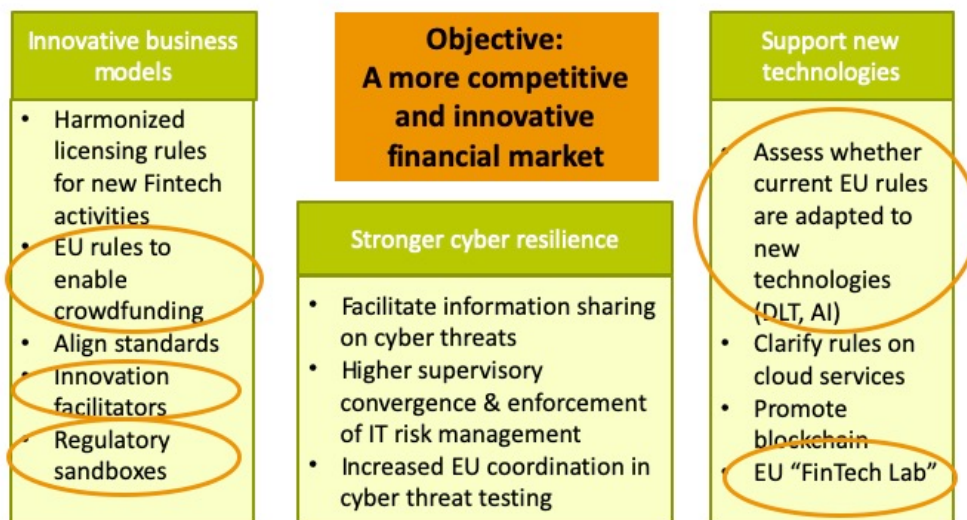 Innovative business
models
• Harmonized
licensing rules
for new Fintech
activities
• EU rules to
enable
crowdfunding
• Align standards
• Innovation
facilitators
• Regulatory
sandboxes
Objective:
A more competitive
and innovative
financial market
Stronger cyber resilience
• Facilitate information sharing
on cyber threats
• Higher supervisory
convergence & enforcement
of IT risk management
• Increased EU coordination in
cyber threat testing
Support new
technologies
• Assess whether
current EU rules
are adapted to
new
technologies
(DLT, AI)
• Clarify rules on
cloud services
• Promote
blockchain
• EU “FinTech Lab”